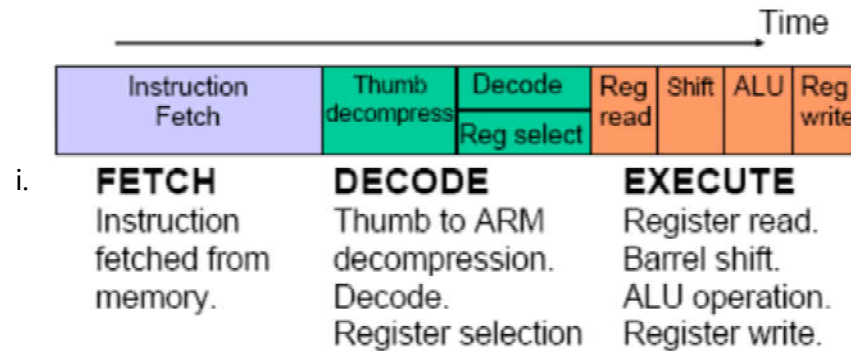 Time
Instruction
Fetch
Thumb
decompress
Decode
Reg select
Reg
read
Shift
ALU
Reg
write
i.
FETCH
Instruction
fetched from
memory.
DECODE
Thumb to ARM
decompression.
Decode.
Register selection
EXECUTE
Register read.
Barrel shift.
ALU operation.
Register write.